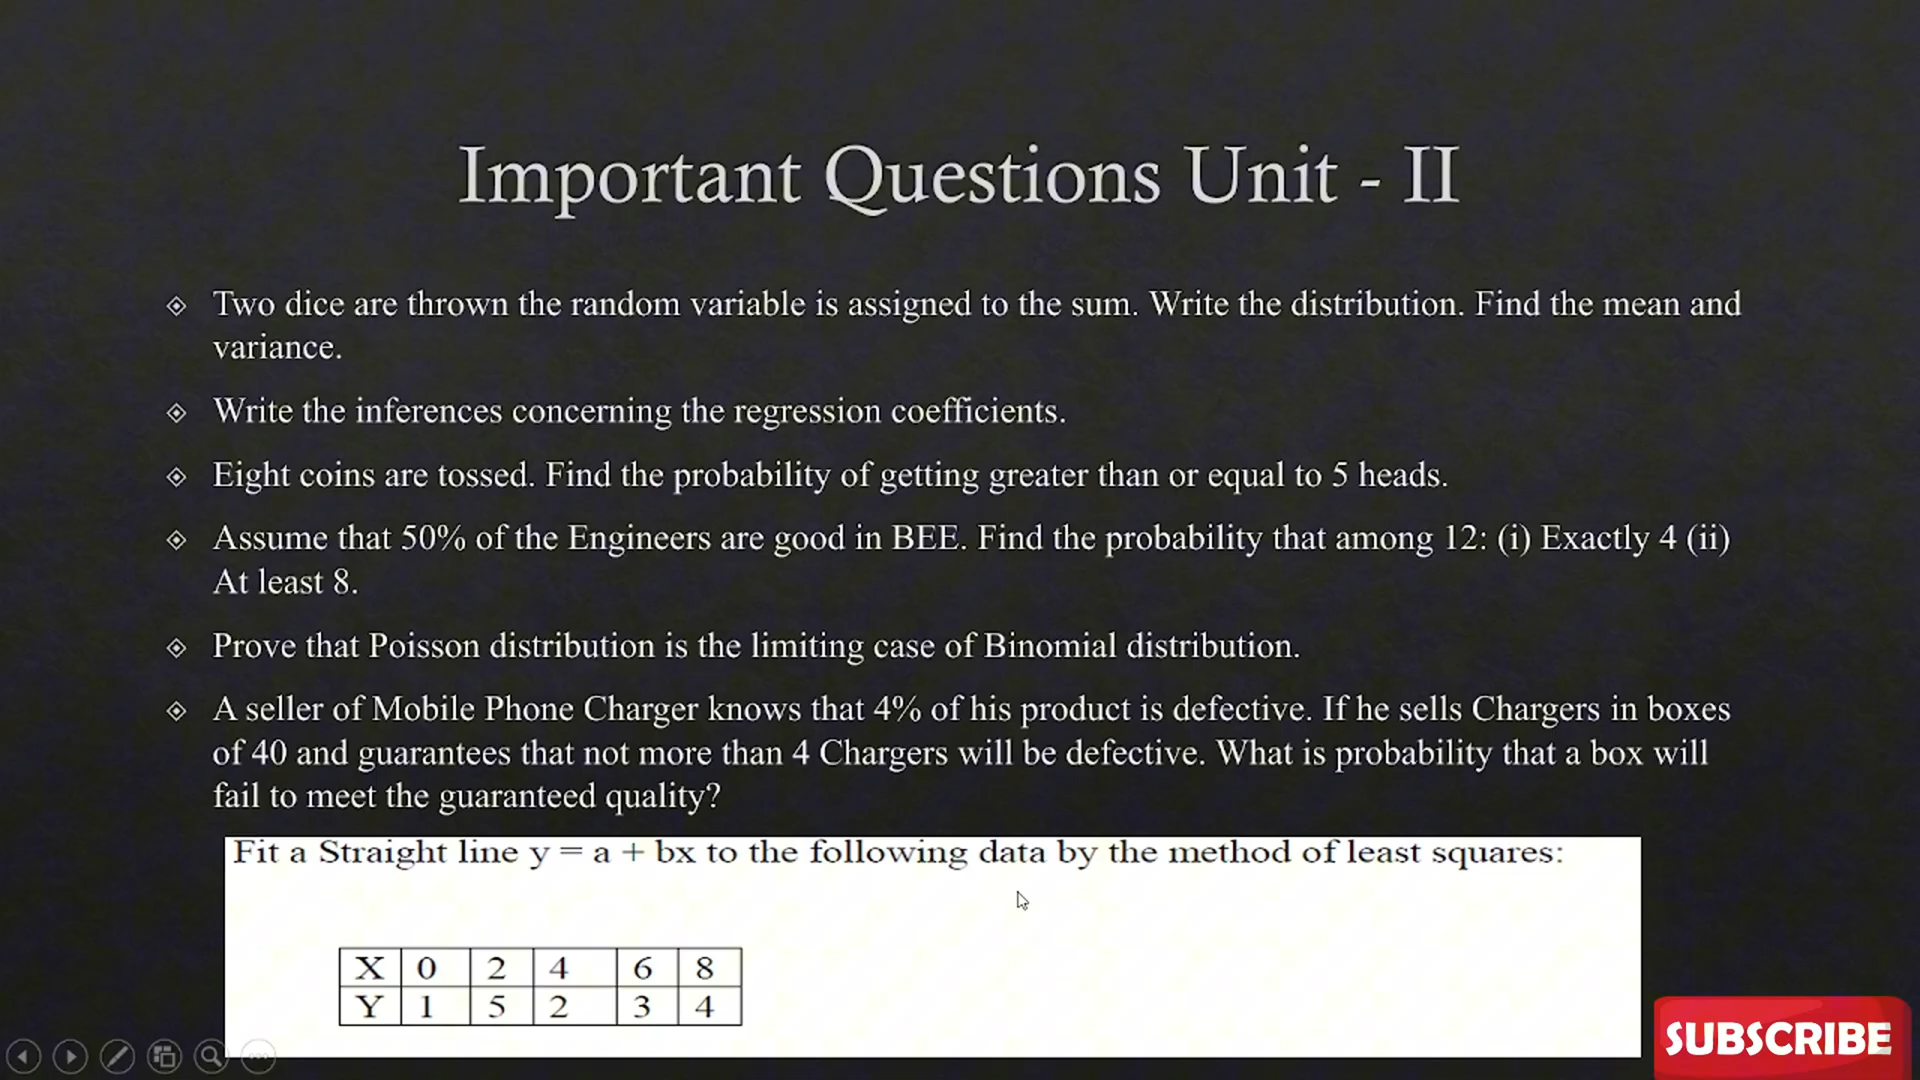 Important Questions Unit - II
Two dice are thrown the random variable is assigned to the sum. Write the distribution. Find the mean and
variance.
Write the inferences concerning the regression coefficients.
Eight coins are tossed. Find the probability of getting greater than or equal to 5 heads.
Assume that 50% of the Engineers are good in BEE. Find the probability that among 12: (i) Exactly 4 (ii)
At least 8.
Prove that Poisson distribution is the limiting case of Binomial distribution.
A seller of Mobile Phone Charger knows that 4% of his product is defective. If he sells Chargers in boxes
of 40 and guarantees that not more than 4 Chargers will be defective. What is probability that a box will
fail to meet the guaranteed quality?
Fit a Straight line y = a + bx to the following data by the method of least squares:
X 0 2 4 6 8
Y 1 5 2 3 4
SUBSCRIBE